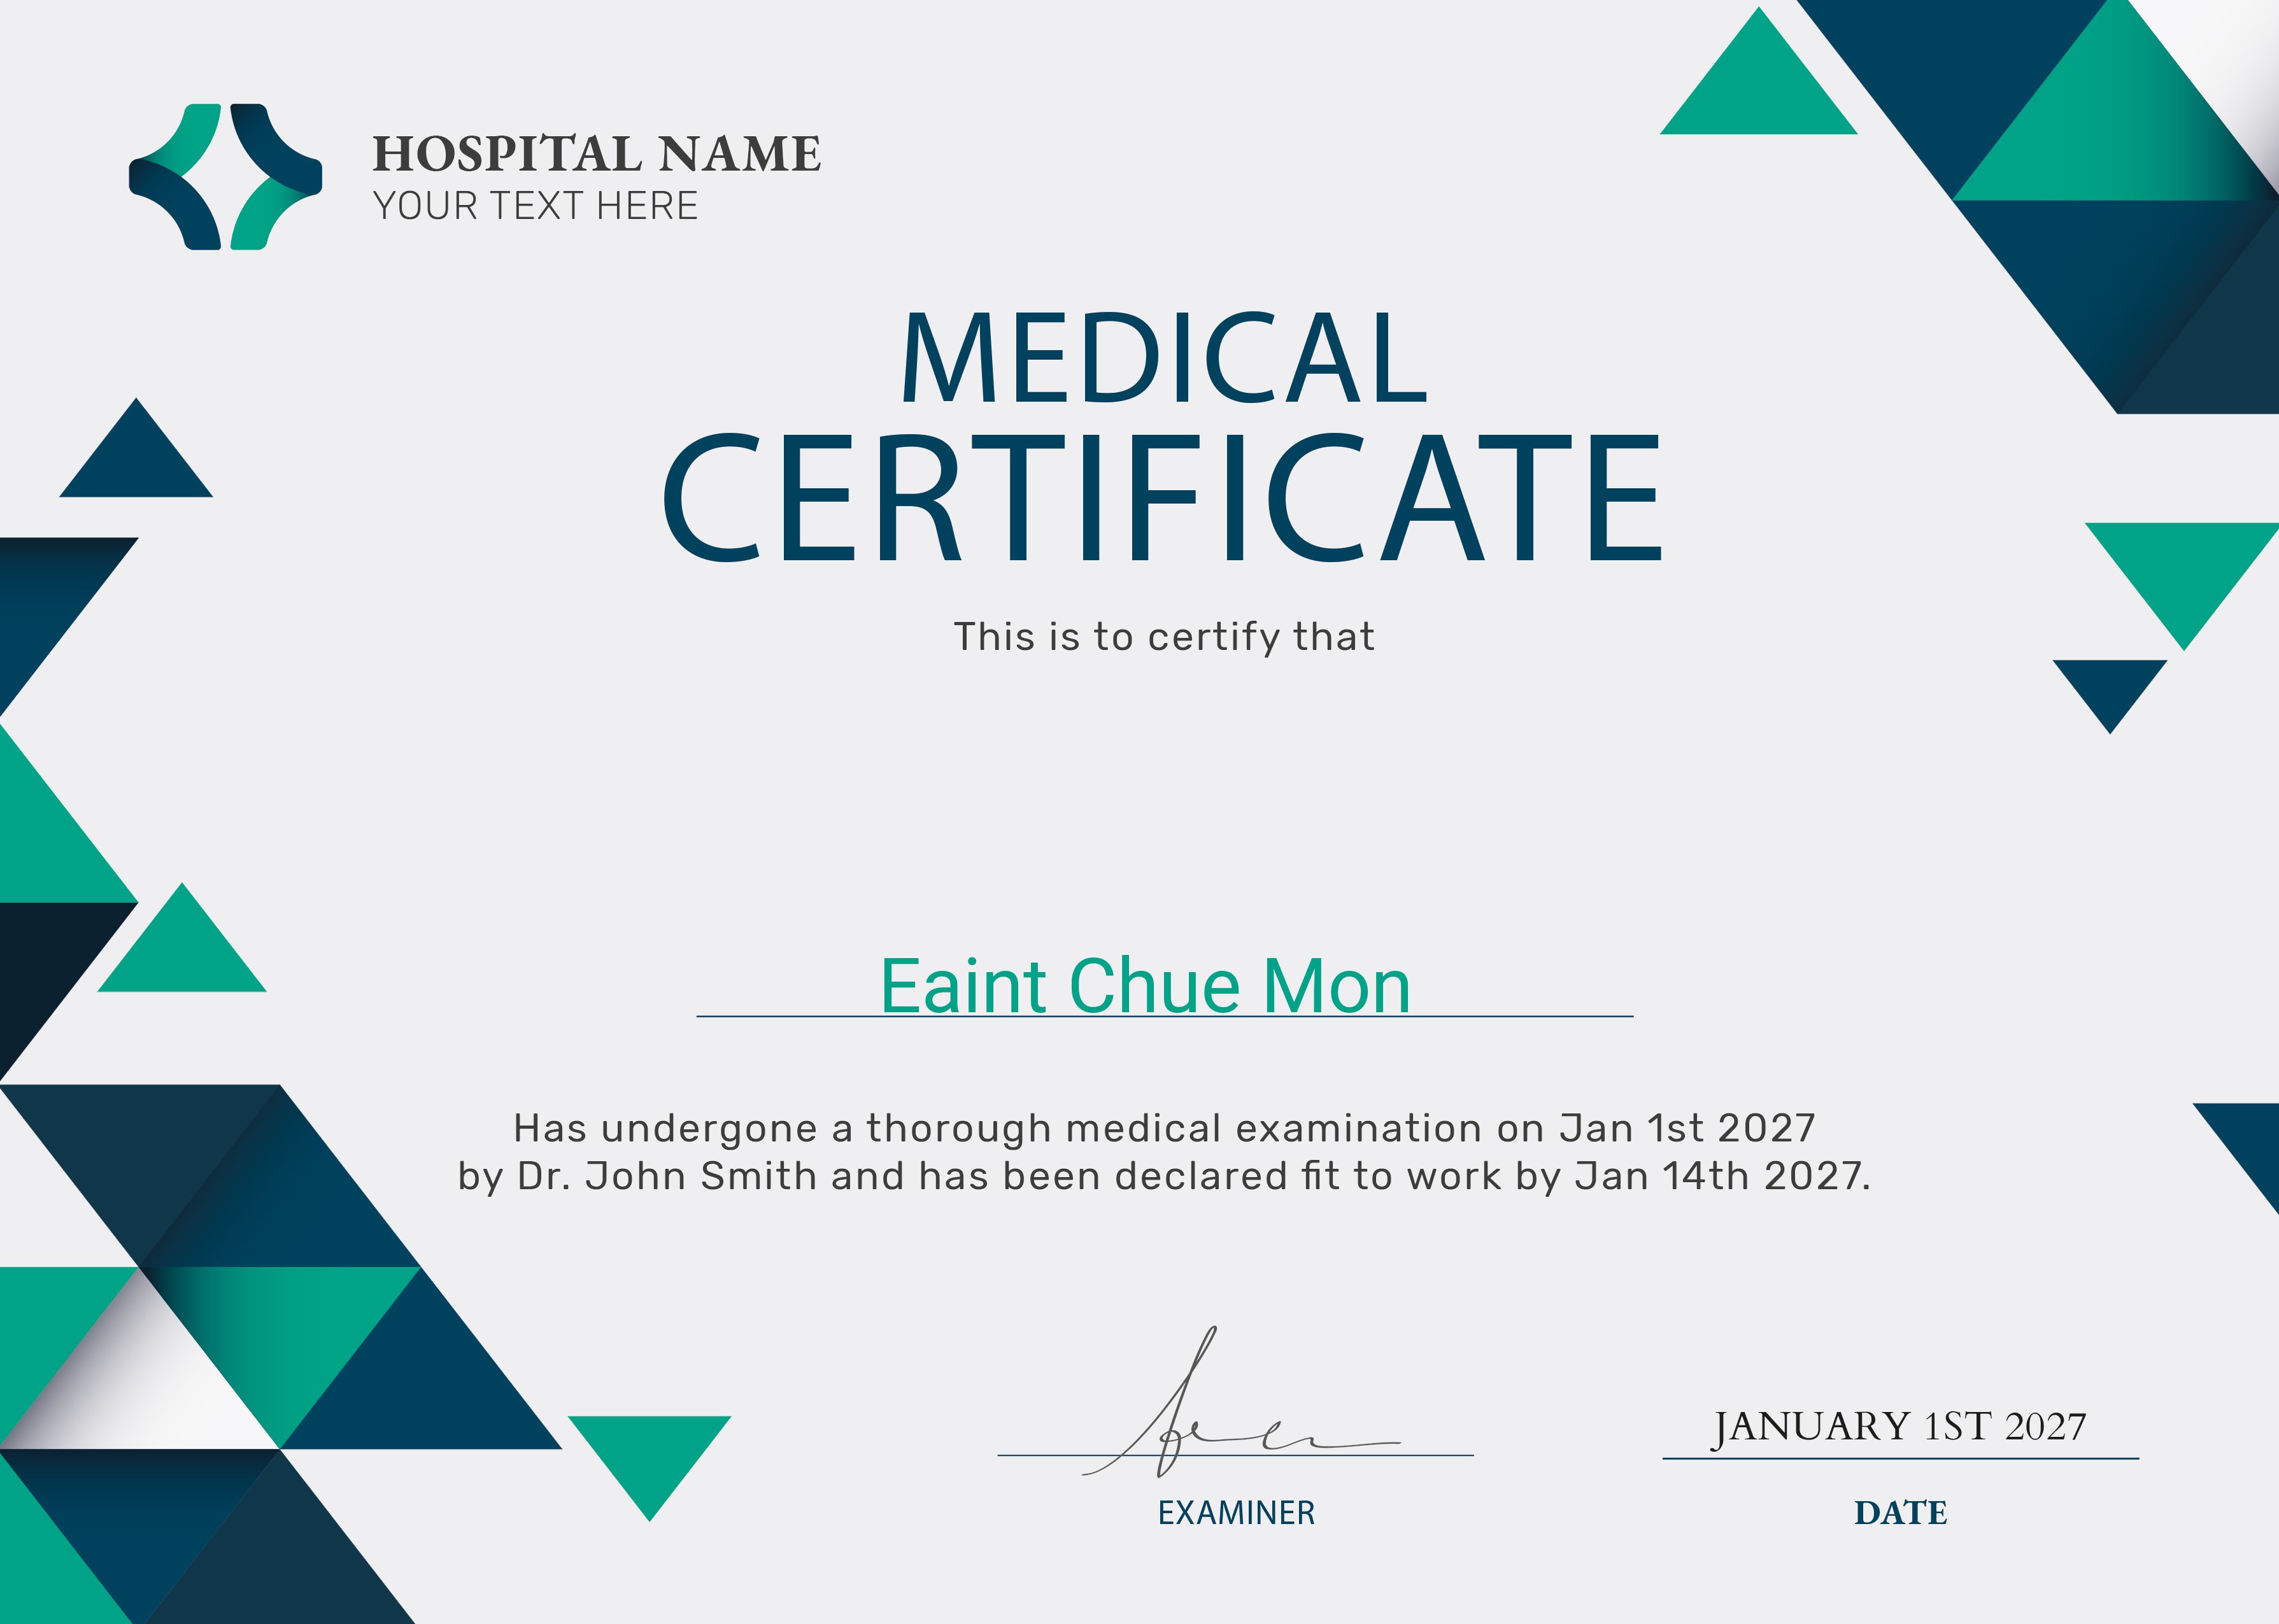 HOSPITAL NAME
YOUR TEXT HERE
MEDICAL
CERTIFICATE
This is to certify that
Eaint Chue Mon
Has undergone a thorough medical examination on Jan 1st 2027
by Dr. John Smith and has been declared fit to work by Jan 14th 2027.
JANUARY 1ST 2027
EXAMINER
DATE